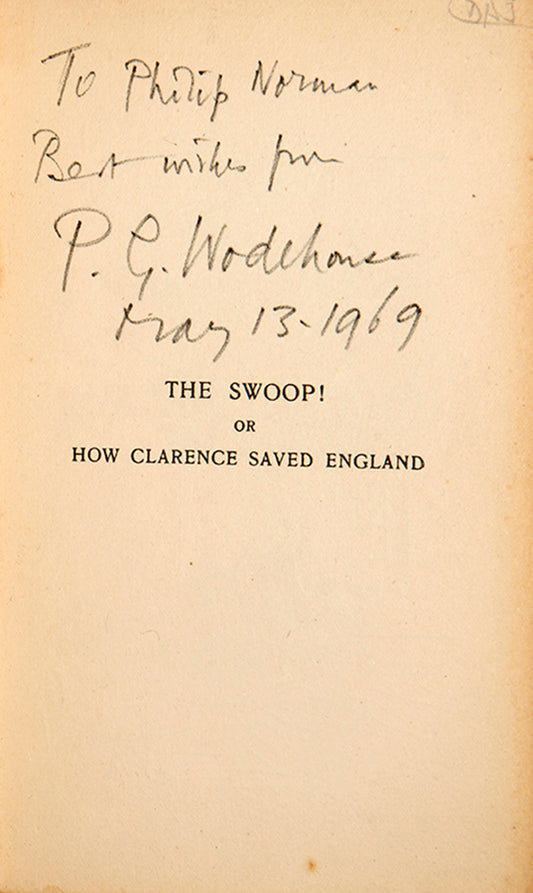 To Philip Norman
Best wishes from
P. G. Wodehouse
May 13 - 1969
THE SWOOP!
OR
HOW CLARENCE SAVED ENGLAND